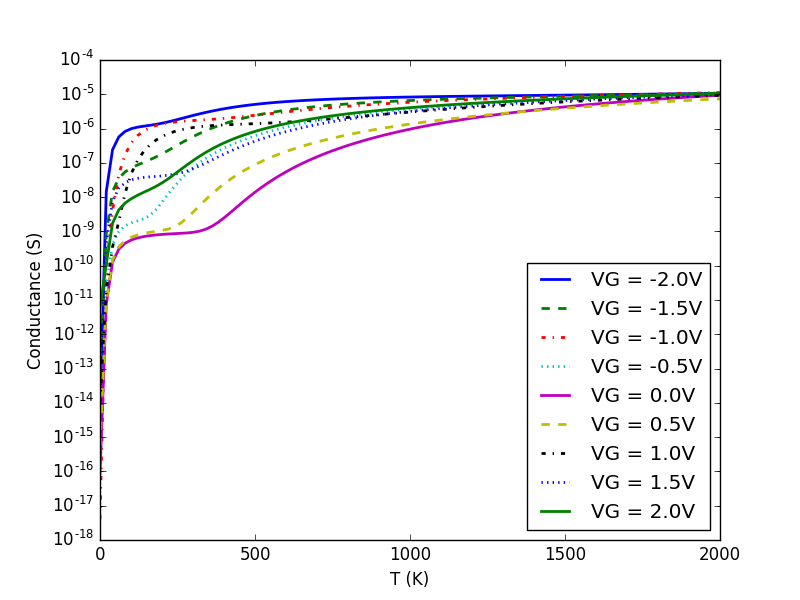 10^-4
10^-5
10^-6
10^-7
10^-8
10^-9
10^-10
10^-11
10^-12
10^-13
10^-14
10^-15
10^-16
10^-17
10^-18
Conductance (S)
VG = -2.0V
VG = -1.5V
VG = -1.0V
VG = -0.5V
VG = 0.0V
VG = 0.5V
VG = 1.0V
VG = 1.5V
VG = 2.0V
0 500 1000 1500 2000
T (K)